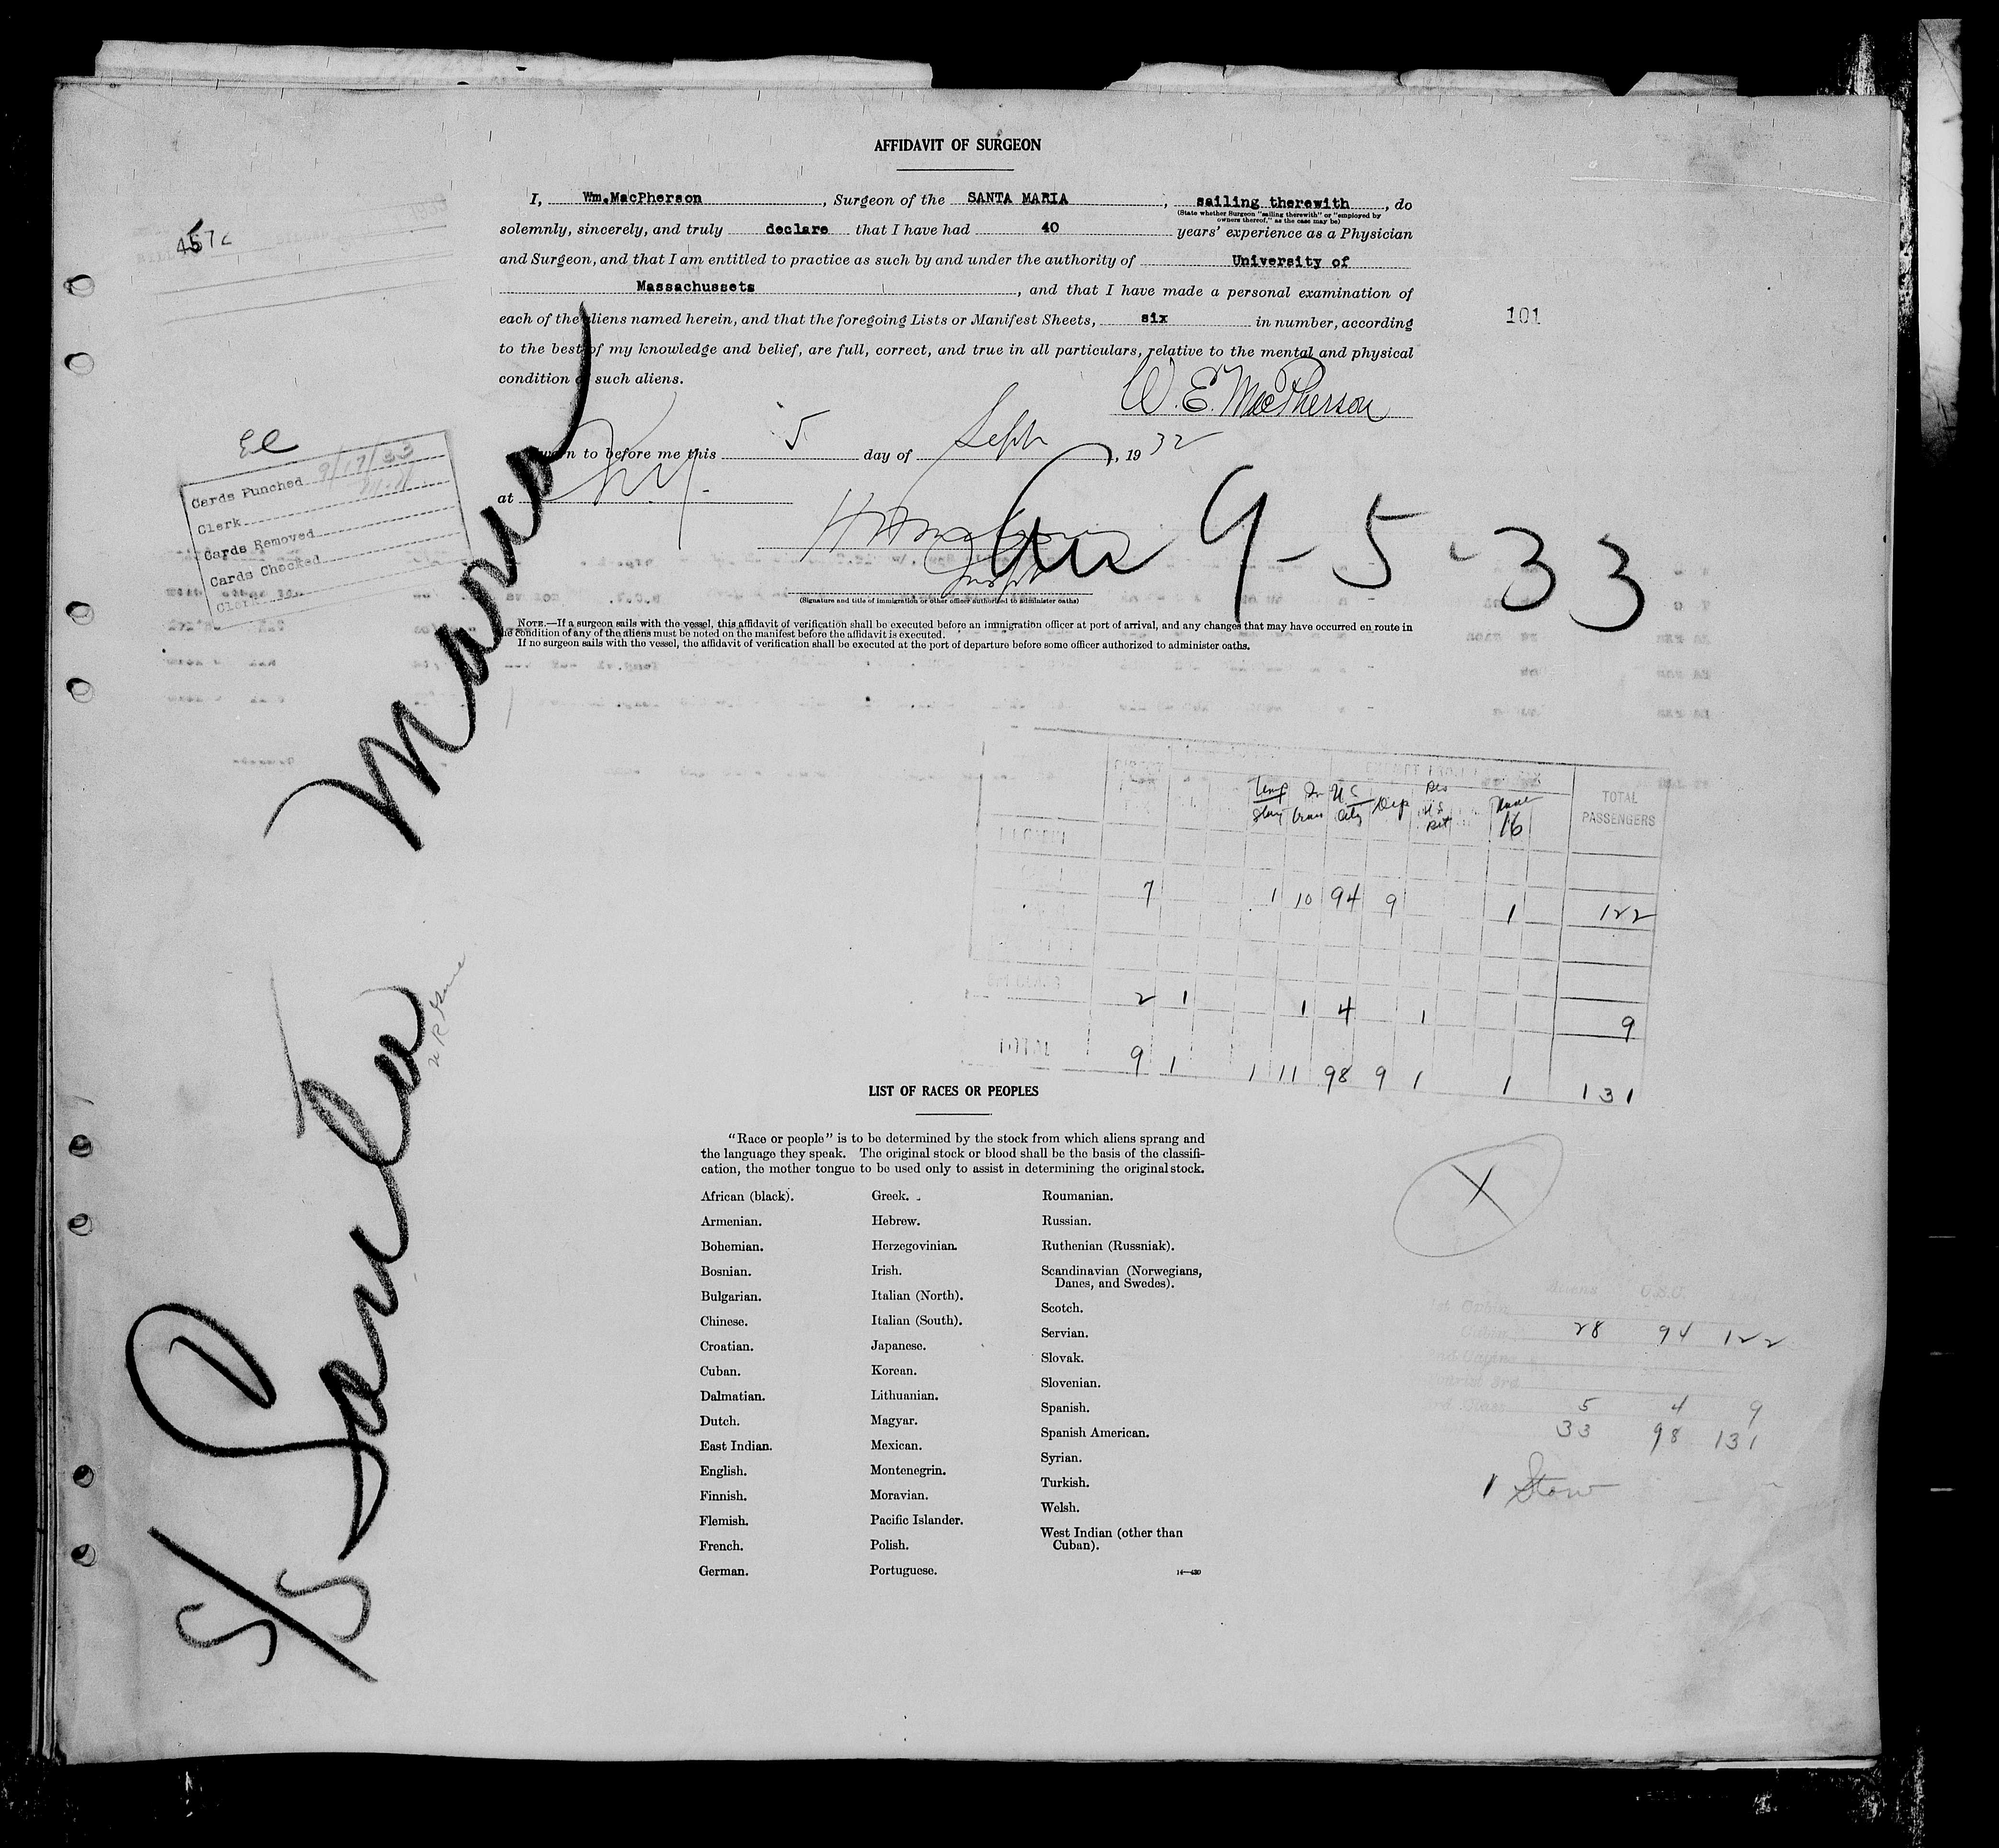 AFFIDAVIT OF SURGEON
I, Wm.MacPherson, Surgeon of the SANTA MARIA, sailing therewith, do
(State whether Surgeon "sailing therewith" or "employed by
owners thereof," as the case may be)
solemnly, sincerely, and truly declare that I have had 40 years' experience as a Physician
and Surgeon, and that I am entitled to practice as such by and under the authority of University of
Massachussets, and that I have made a personal examination of
each of the aliens named herein, and that the foregoing Lists or Manifest Sheets, six in number, according
to the best of my knowledge and belief, are full, correct, and true in all particulars, relative to the mental and physical
condition of such aliens.
101
4572
W. E. MacPherson
Sworn to before me this 5 day of Sept, 19 32
at N.Y.
Arr 9-5-33
(Signature and title of immigration or other officer authorized to administer oaths)
Cards Punched 9/17/33
Clerk
Cards Removed
Cards Checked
Clerk
NOTE.—If a surgeon sails with the vessel, this affidavit of verification shall be executed before an immigration officer at port of arrival, and any changes that may have occurred en route in
the condition of any of the aliens must be noted on the manifest before the affidavit is executed.
If no surgeon sails with the vessel, the affidavit of verification shall be executed at the port of departure before some officer authorized to administer oaths.
S/S Santa Maria
TOTAL PASSENGERS
7 1 10 94 9 1 122
2 1 1 4 1 9
TOTAL 9 1 1 11 98 9 1 1 131
LIST OF RACES OR PEOPLES
"Race or people" is to be determined by the stock from which aliens sprang and
the language they speak. The original stock or blood shall be the basis of the classifi-
cation, the mother tongue to be used only to assist in determining the original stock.
African (black).
Armenian.
Bohemian.
Bosnian.
Bulgarian.
Chinese.
Croatian.
Cuban.
Dalmatian.
Dutch.
East Indian.
English.
Finnish.
Flemish.
French.
German.
Greek.
Hebrew.
Herzegovinian.
Irish.
Italian (North).
Italian (South).
Japanese.
Korean.
Lithuanian.
Magyar.
Mexican.
Montenegrin.
Moravian.
Pacific Islander.
Polish.
Portuguese.
Roumanian.
Russian.
Ruthenian (Russniak).
Scandinavian (Norwegians,
Danes, and Swedes).
Scotch.
Servian.
Slovak.
Slovenian.
Spanish.
Spanish American.
Syrian.
Turkish.
Welsh.
West Indian (other than
Cuban).
X
Aliens U.S.C.
28 94 122
5 4 9
33 98 131
1 Stow